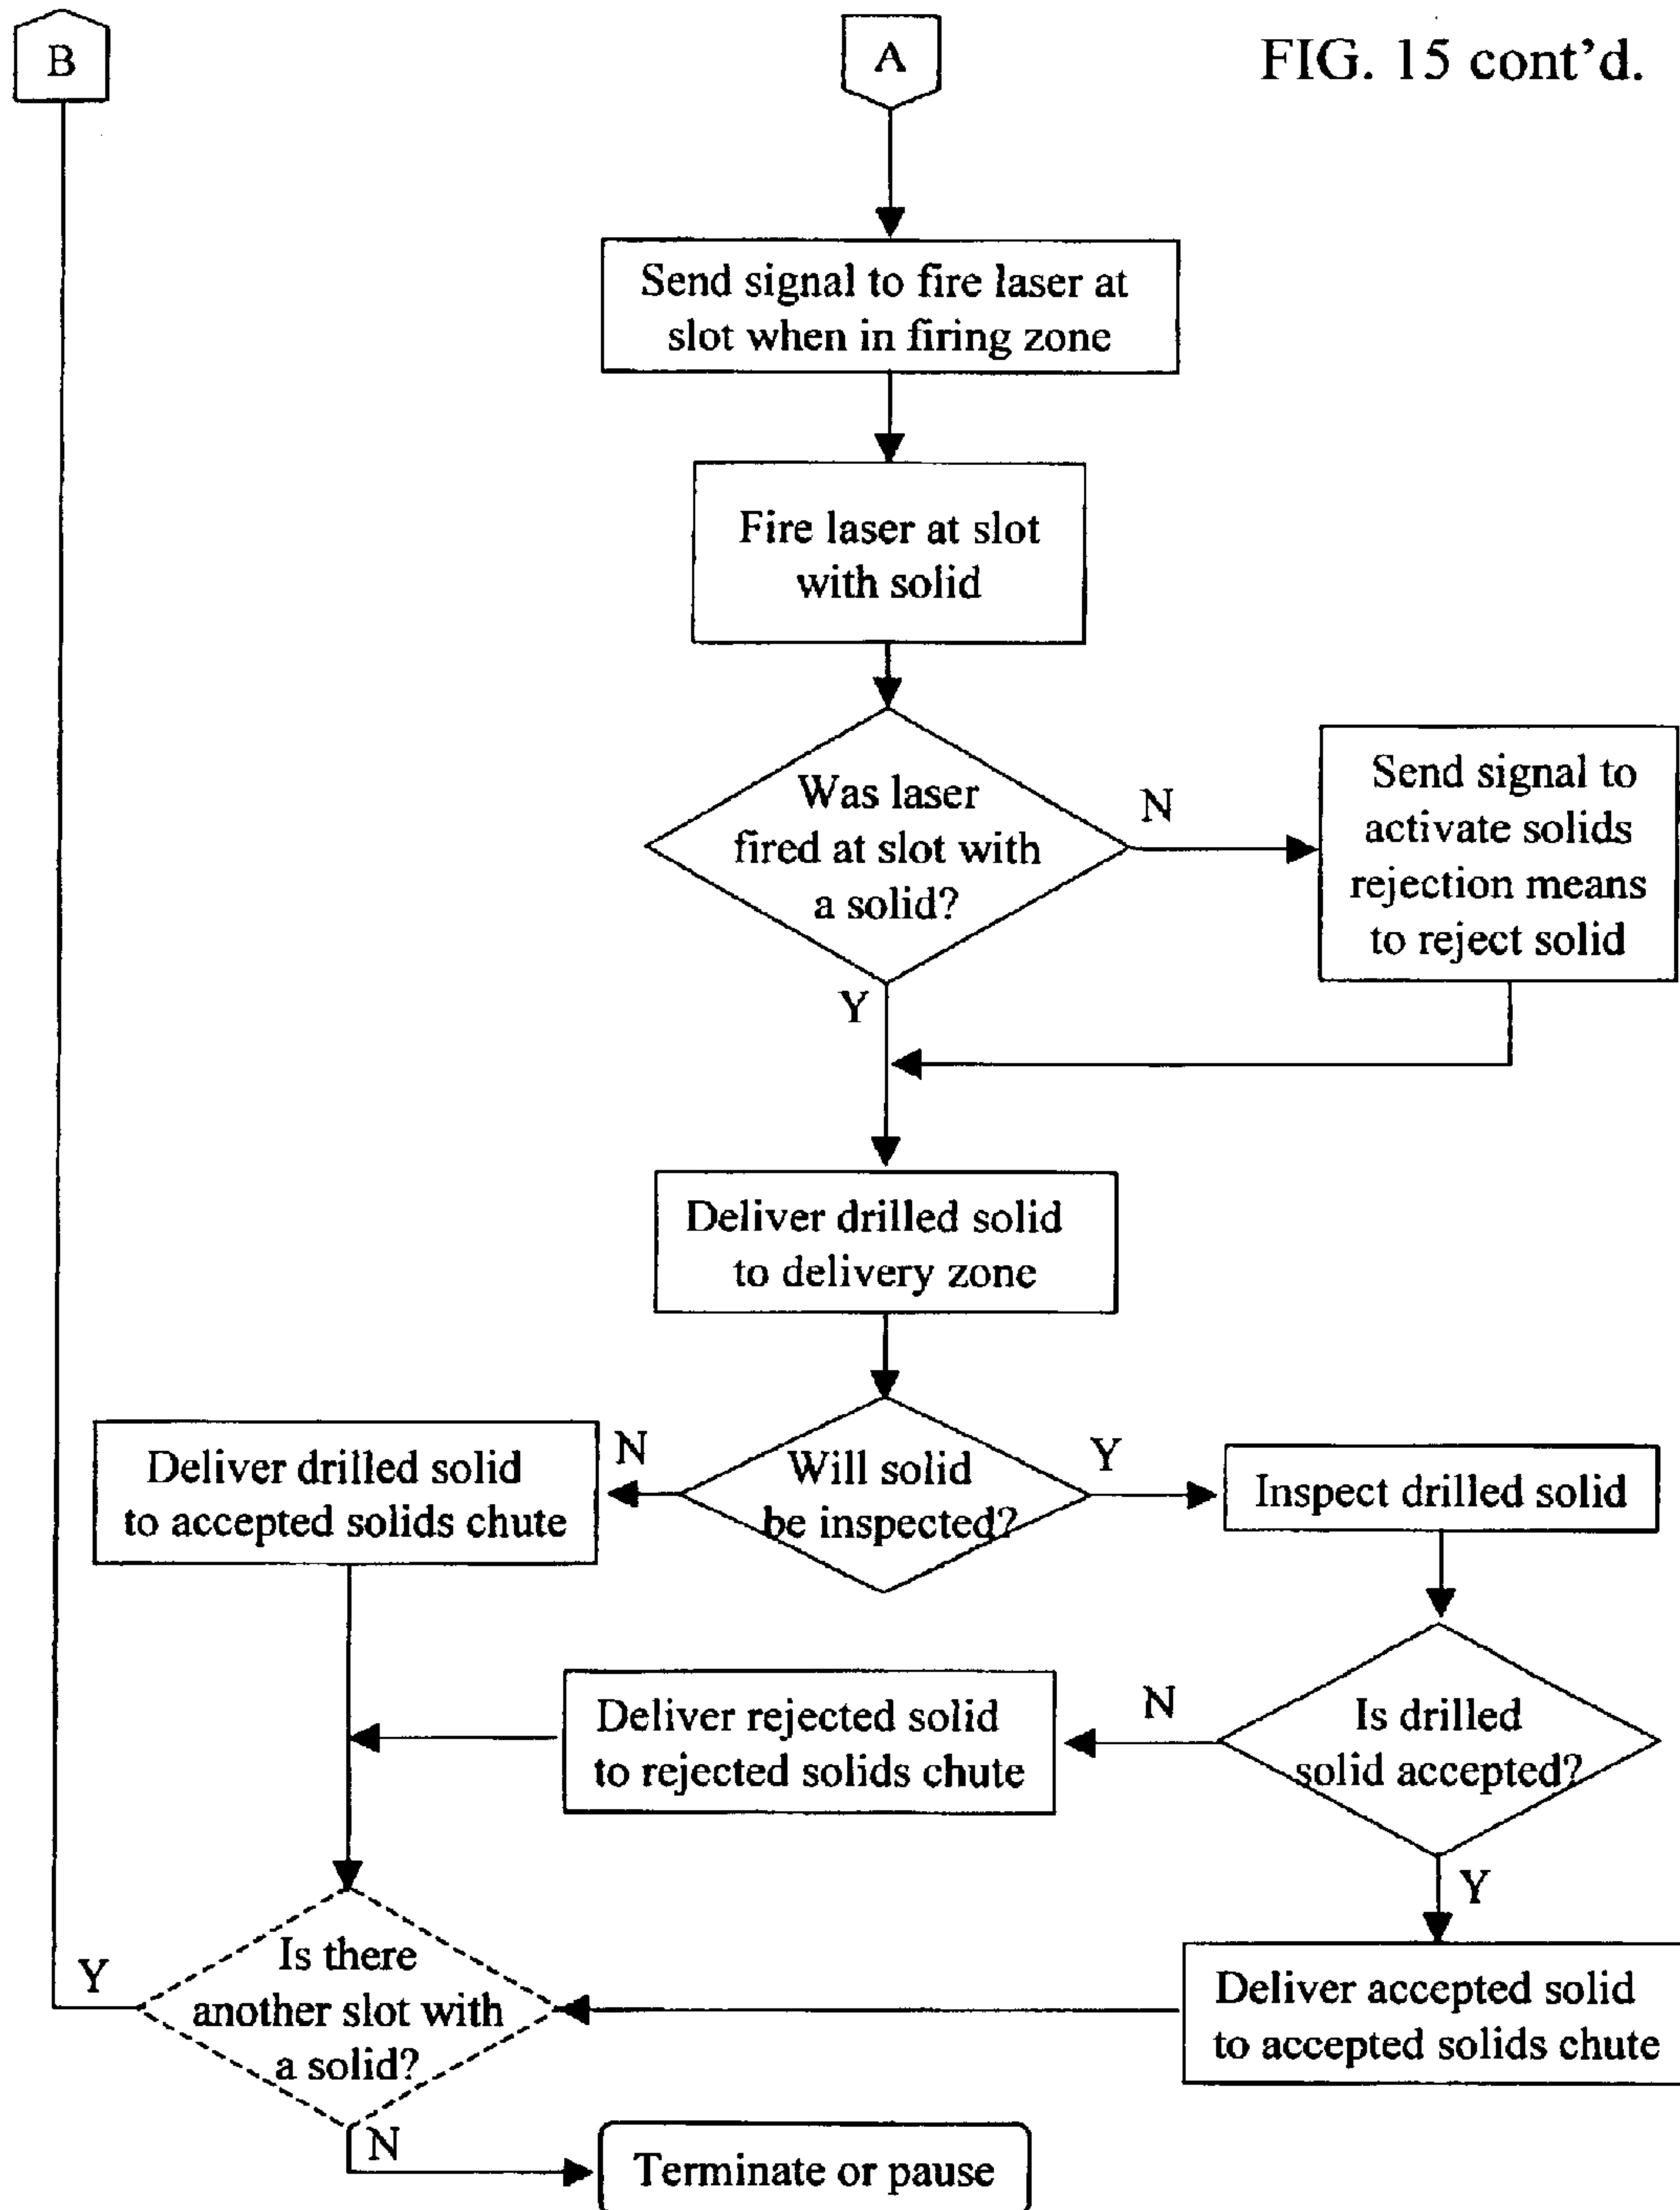 B
A
FIG. 15 cont'd.
Send signal to fire laser at
slot when in firing zone
Fire laser at slot
with solid
Was laser
fired at slot with
a solid?
N
Send signal to
activate solids
rejection means
to reject solid
Y
Deliver drilled solid
to delivery zone
Will solid
be inspected?
N
Y
Deliver drilled solid
to accepted solids chute
Inspect drilled solid
Is drilled
solid accepted?
N
Deliver rejected solid
to rejected solids chute
Y
Deliver accepted solid
to accepted solids chute
Is there
another slot with
a solid?
Y
N
Terminate or pause